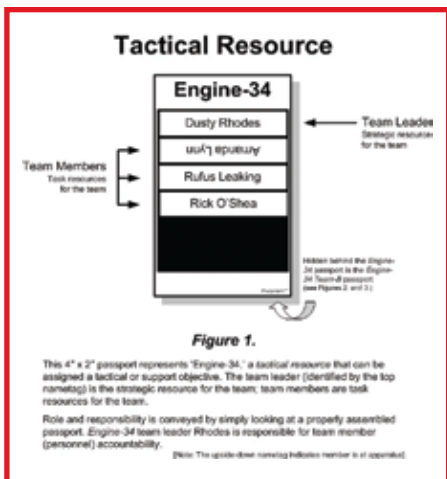 Tactical Resource
Engine-34
Dusty Rhodes
Team Leader
Strategic resource
for the team
Amanda Lynn
Team Members
Task resources
for the team
Rufus Leaking
Rick O'Shea
Hidden behind the Engine-
34 passport is the Engine-
34 Team-B passport
(see Figures 2 and 3.)
Figure 1.
This 4" x 2" passport represents "Engine-34," a tactical resource that can be
assigned a tactical or support objective. The team leader (identified by the top
nametag) is the strategic resource for the team; team members are task
resources for the team.
Role and responsibility is conveyed by simply looking at a properly assembled
passport. Engine-34 team leader Rhodes is responsible for team member
(personnel) accountability.
[Note: The upside-down nametag indicates member is at apparatus]